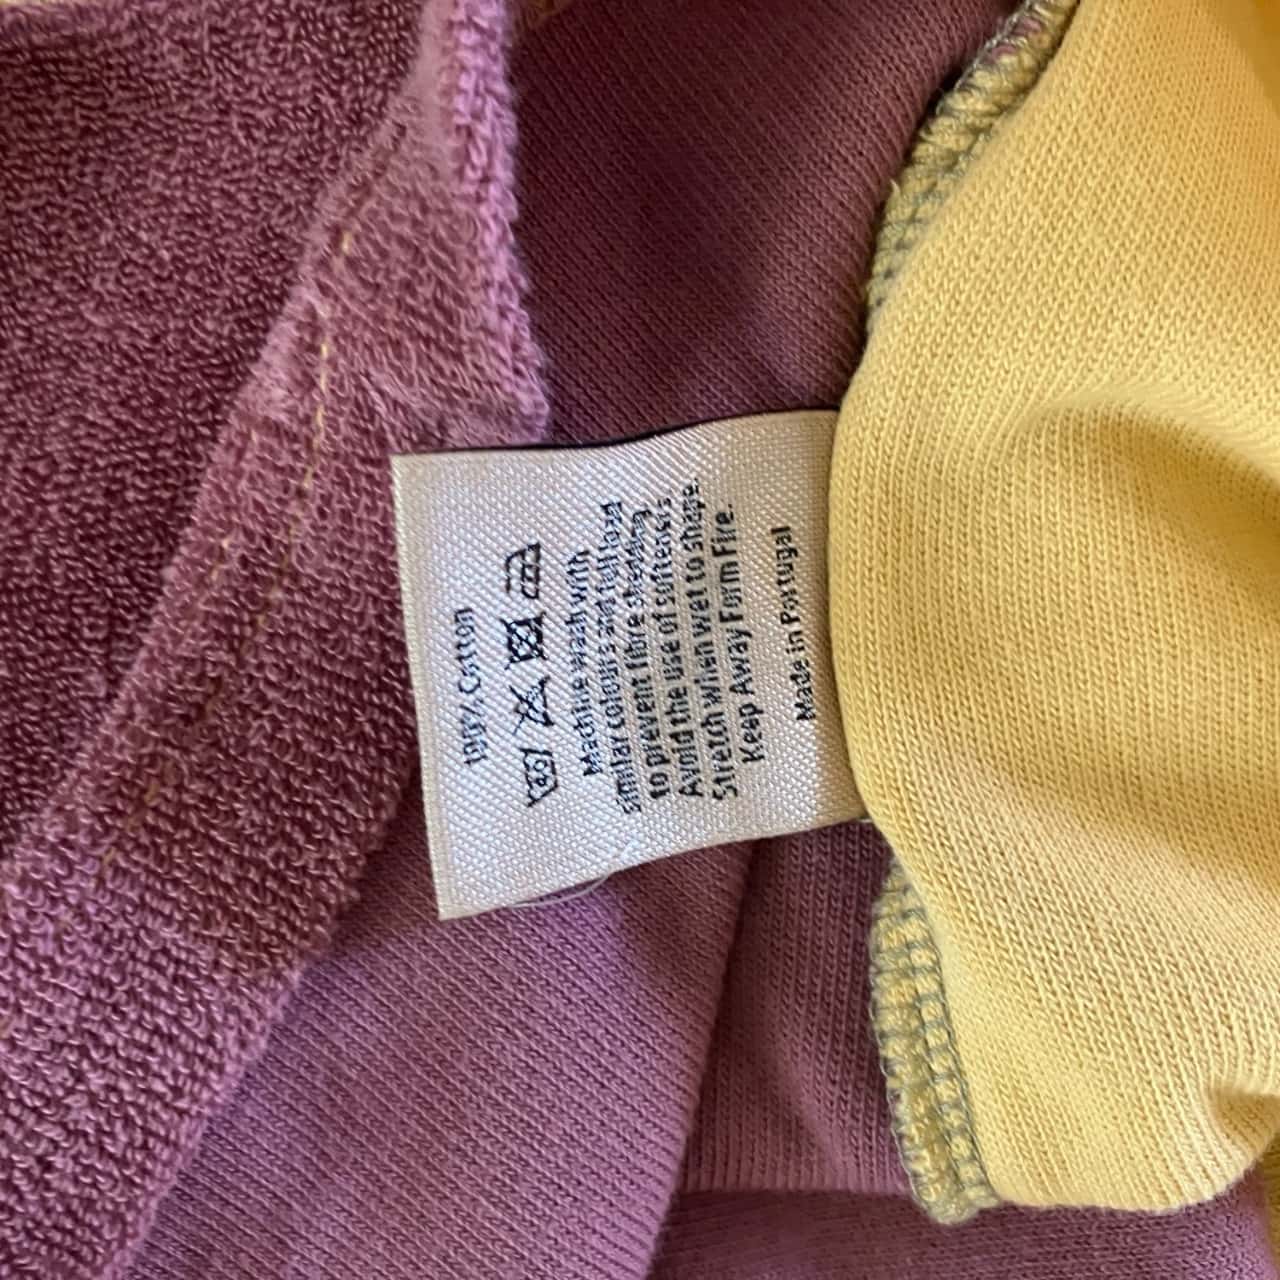 100% Cotton
40
Machine wash with
similar colours and full load
to prevent fibre shedding.
Avoid the use of softeners
Stretch when wet to shape.
Keep Away Form Fire.
Made in Portugal